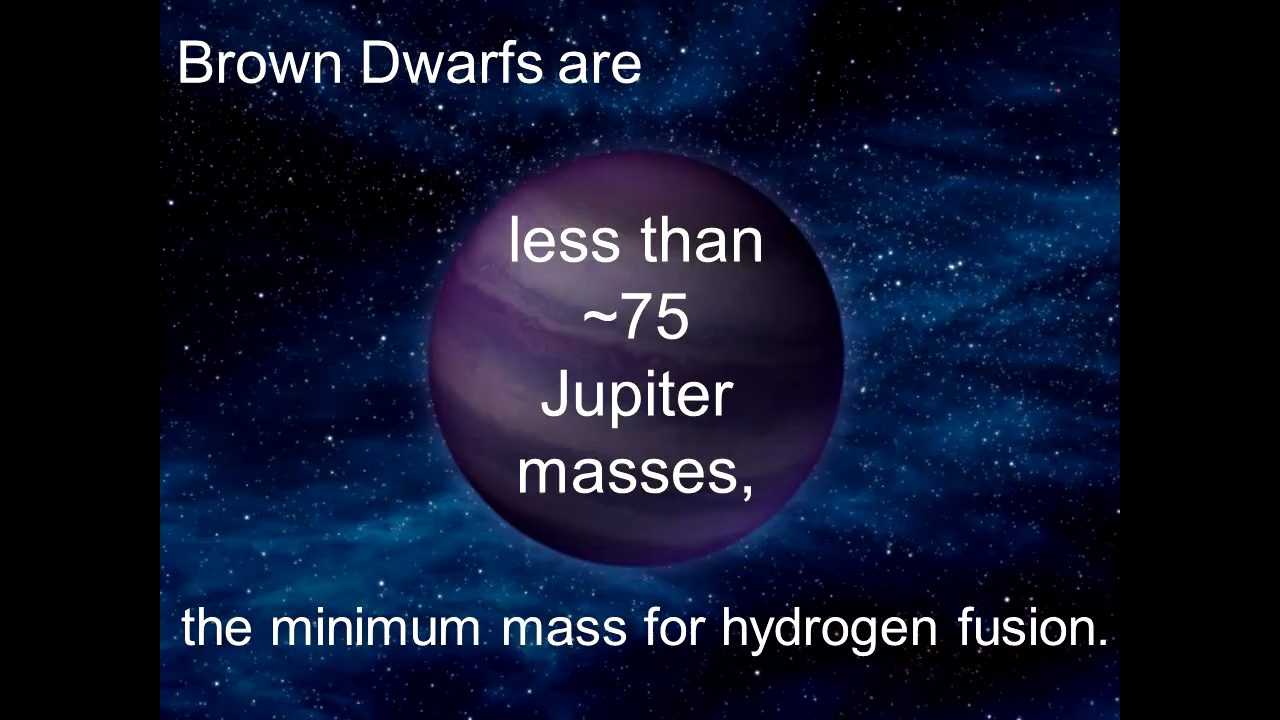 Brown Dwarfs are
less than
~75
Jupiter
masses,
the minimum mass for hydrogen fusion.